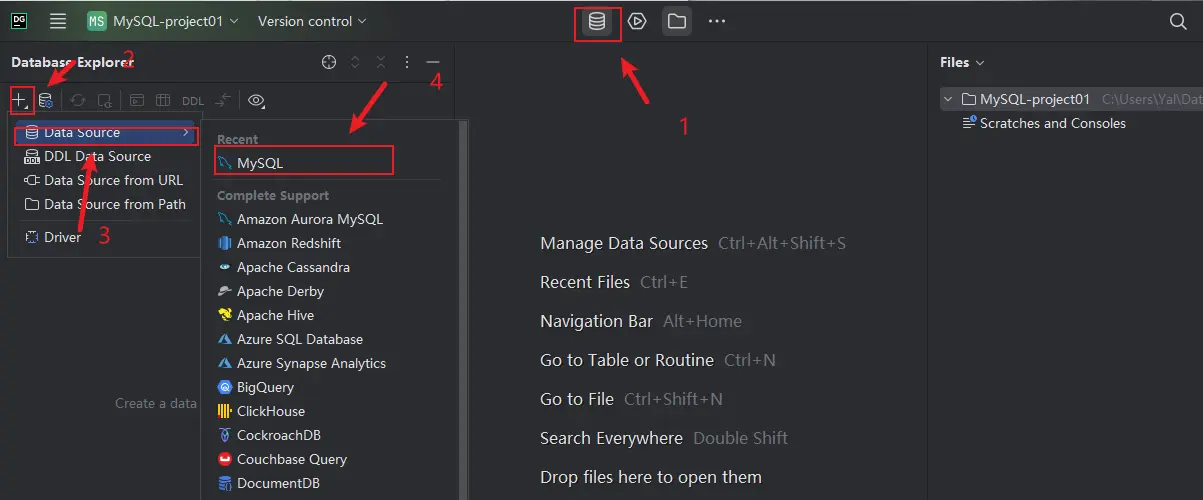 DG
MS MySQL-project01 Version control
Database Explorer
2
4
DDL
1
Data Source
DDL Data Source
Data Source from URL
Data Source from Path
Driver
3
Recent
MySQL
Complete Support
Amazon Aurora MySQL
Amazon Redshift
Apache Cassandra
Apache Derby
Apache Hive
Azure SQL Database
Azure Synapse Analytics
BigQuery
ClickHouse
CockroachDB
Couchbase Query
DocumentDB
Create a data
Manage Data Sources Ctrl+Alt+Shift+S
Recent Files Ctrl+E
Navigation Bar Alt+Home
Go to Table or Routine Ctrl+N
Go to File Ctrl+Shift+N
Search Everywhere Double Shift
Drop files here to open them
Files
MySQL-project01 C:\Users\Yal\Dat
Scratches and Consoles